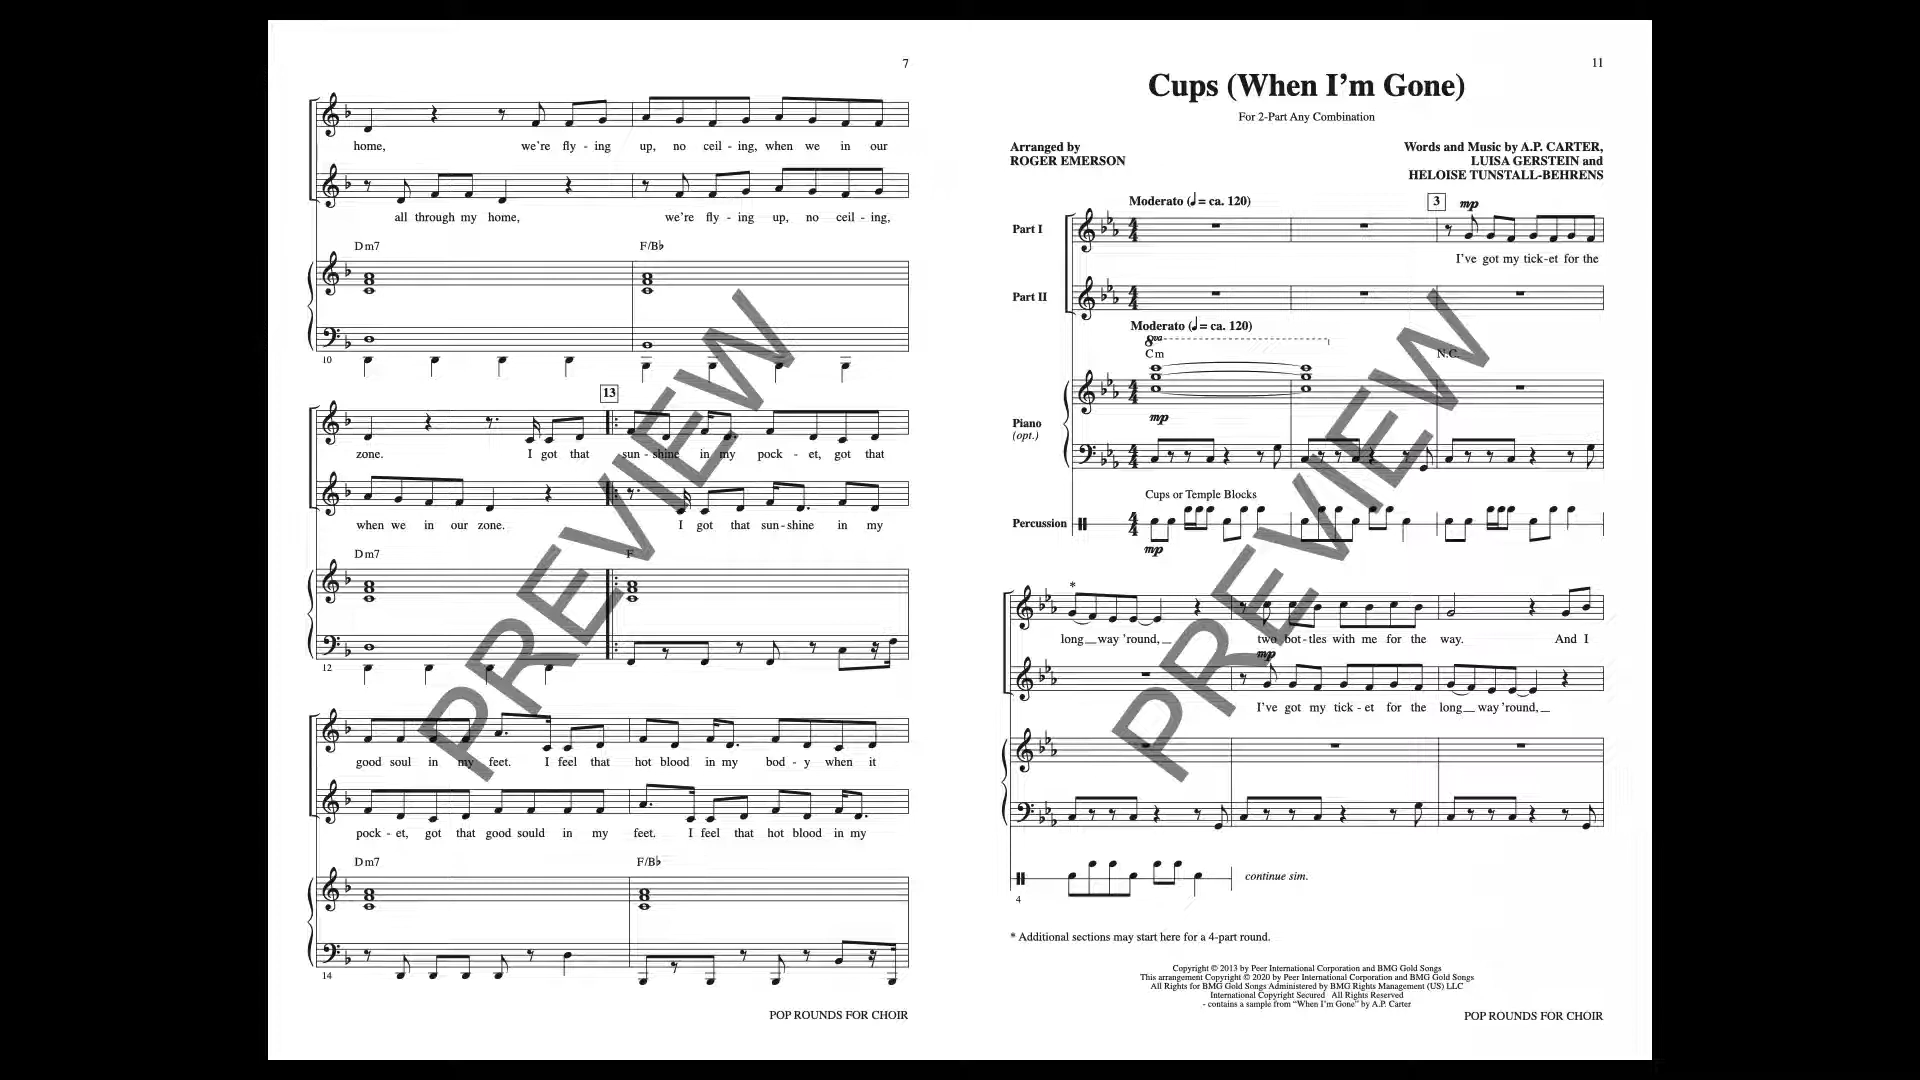 7
home, we're fly - ing up, no ceil - ing, when we in our
all through my home, we're fly - ing up, no ceil - ing,
Dm7 F/B♭
10
13
zone. I got that sun - shine in my pock - et, got that
when we in our zone. I got that sun - shine in my
Dm7 F
12
good soul in my feet. I feel that hot blood in my bod - y when it
pock - et, got that good sould in my feet. I feel that hot blood in my
Dm7 F/B♭
14
POP ROUNDS FOR CHOIR
PREVIEW
11
Cups (When I'm Gone)
For 2-Part Any Combination
Arranged by
ROGER EMERSON
Words and Music by A.P. CARTER,
LUISA GERSTEIN and
HELOISE TUNSTALL-BEHRENS
Moderato (♩= ca. 120)
3 mp
Part I
I've got my tick-et for the
Part II
Moderato (♩= ca. 120)
8va
Cm N.C.
mp
Piano
(opt.)
Cups or Temple Blocks
Percussion
mp
*
long way 'round, two bot - tles with me for the way. And I
mp
I've got my tick - et for the long way 'round,
continue sim.
4
* Additional sections may start here for a 4-part round.
Copyright © 2013 by Peer International Corporation and BMG Gold Songs
This arrangement Copyright © 2020 by Peer International Corporation and BMG Gold Songs
All Rights for BMG Gold Songs Administered by BMG Rights Management (US) LLC
International Copyright Secured All Rights Reserved
- contains a sample from "When I'm Gone" by A.P. Carter
POP ROUNDS FOR CHOIR
PREVIEW